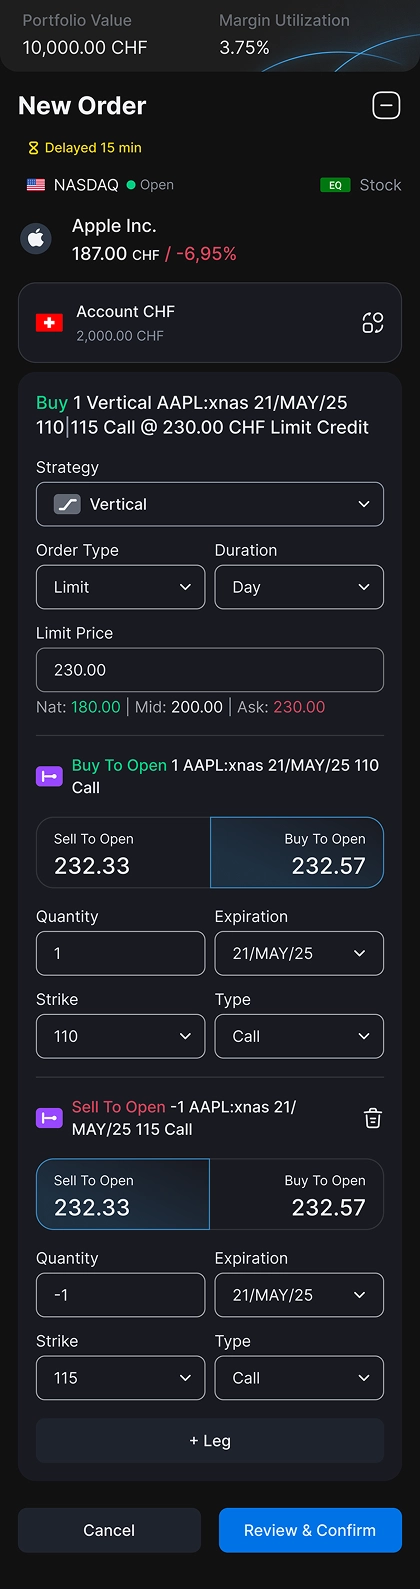 Portfolio Value Margin Utilization
10,000.00 CHF 3.75%
New Order
Delayed 15 min
NASDAQ Open EQ Stock
Apple Inc.
187.00 CHF / -6,95%
Account CHF
2,000.00 CHF
Buy 1 Vertical AAPL:xnas 21/MAY/25
110|115 Call @ 230.00 CHF Limit Credit
Strategy
Vertical
Order Type Duration
Limit Day
Limit Price
230.00
Nat: 180.00 | Mid: 200.00 | Ask: 230.00
Buy To Open 1 AAPL:xnas 21/MAY/25 110
Call
Sell To Open Buy To Open
232.33 232.57
Quantity Expiration
1 21/MAY/25
Strike Type
110 Call
Sell To Open -1 AAPL:xnas 21/
MAY/25 115 Call
Sell To Open Buy To Open
232.33 232.57
Quantity Expiration
-1 21/MAY/25
Strike Type
115 Call
+ Leg
Cancel Review & Confirm